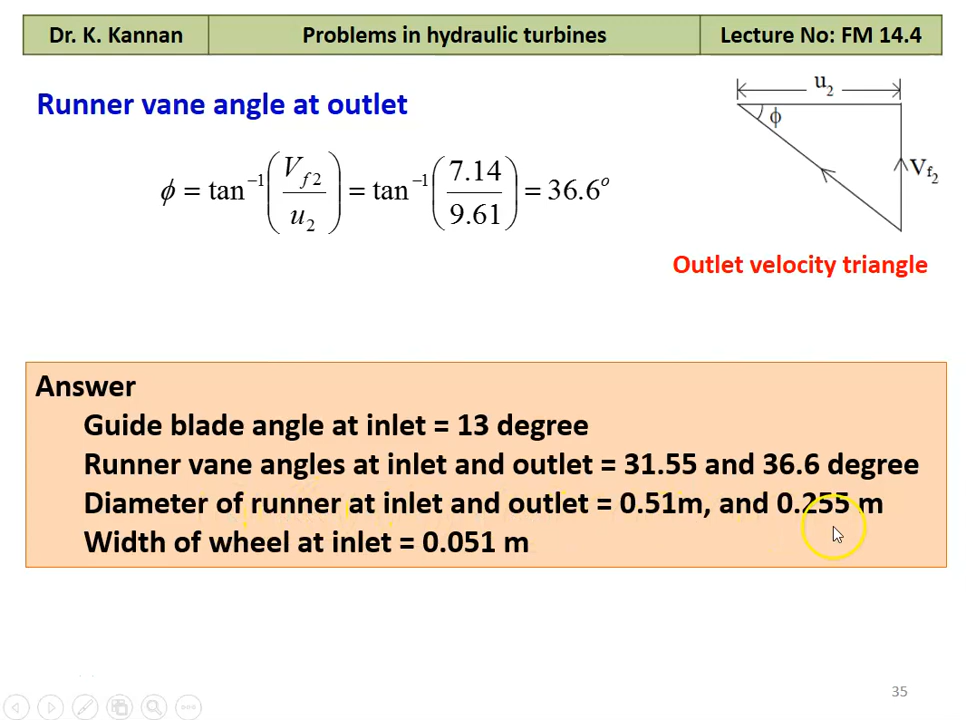 Dr. K. Kannan
Problems in hydraulic turbines
Lecture No: FM 14.4
Runner vane angle at outlet
u₂
ϕ
V_f₂
ϕ = tan⁻¹(V_f2/u₂) = tan⁻¹(7.14/9.61) = 36.6°
Outlet velocity triangle
Answer
Guide blade angle at inlet = 13 degree
Runner vane angles at inlet and outlet = 31.55 and 36.6 degree
Diameter of runner at inlet and outlet = 0.51m, and 0.255 m
Width of wheel at inlet = 0.051 m
35